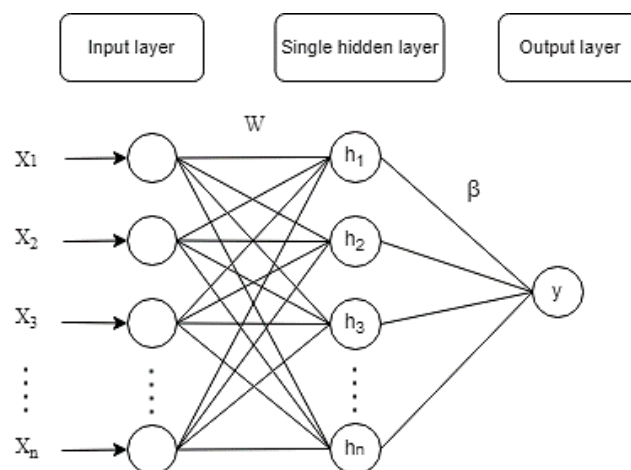 Input layer
Single hidden layer
Output layer
W
X1
h1
β
X2
h2
y
X3
h3
Xn
hn